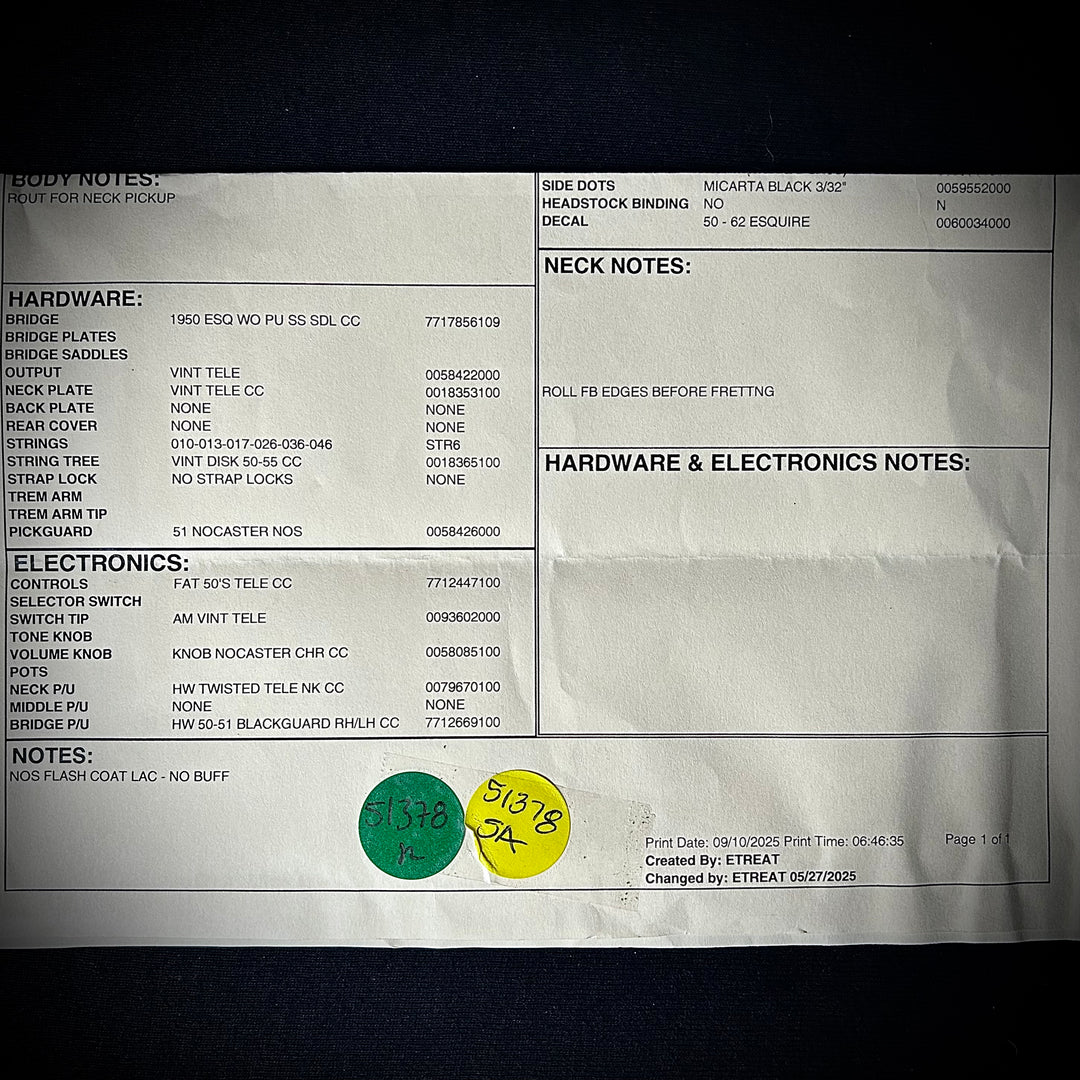 BODY NOTES:
ROUT FOR NECK PICKUP
SIDE DOTS MICARTA BLACK 3/32" 0059552000
HEADSTOCK BINDING NO N
DECAL 50 - 62 ESQUIRE 0060034000
NECK NOTES:
ROLL FB EDGES BEFORE FRETTNG
HARDWARE:
BRIDGE 1950 ESQ WO PU SS SDL CC 7717856109
BRIDGE PLATES
BRIDGE SADDLES
OUTPUT VINT TELE 0058422000
NECK PLATE VINT TELE CC 0018353100
BACK PLATE NONE NONE
REAR COVER NONE NONE
STRINGS 010-013-017-026-036-046 STR6
STRING TREE VINT DISK 50-55 CC 0018365100
STRAP LOCK NO STRAP LOCKS NONE
TREM ARM
TREM ARM TIP
PICKGUARD 51 NOCASTER NOS 0058426000
HARDWARE & ELECTRONICS NOTES:
ELECTRONICS:
CONTROLS FAT 50'S TELE CC 7712447100
SELECTOR SWITCH
SWITCH TIP AM VINT TELE 0093602000
TONE KNOB
VOLUME KNOB KNOB NOCASTER CHR CC 0058085100
POTS
NECK P/U HW TWISTED TELE NK CC 0079670100
MIDDLE P/U NONE NONE
BRIDGE P/U HW 50-51 BLACKGUARD RH/LH CC 7712669100
NOTES:
NOS FLASH COAT LAC - NO BUFF
51378
51378
SA
Print Date: 09/10/2025 Print Time: 06:46:35 Page 1 of 1
Created By: ETREAT
Changed by: ETREAT 05/27/2025